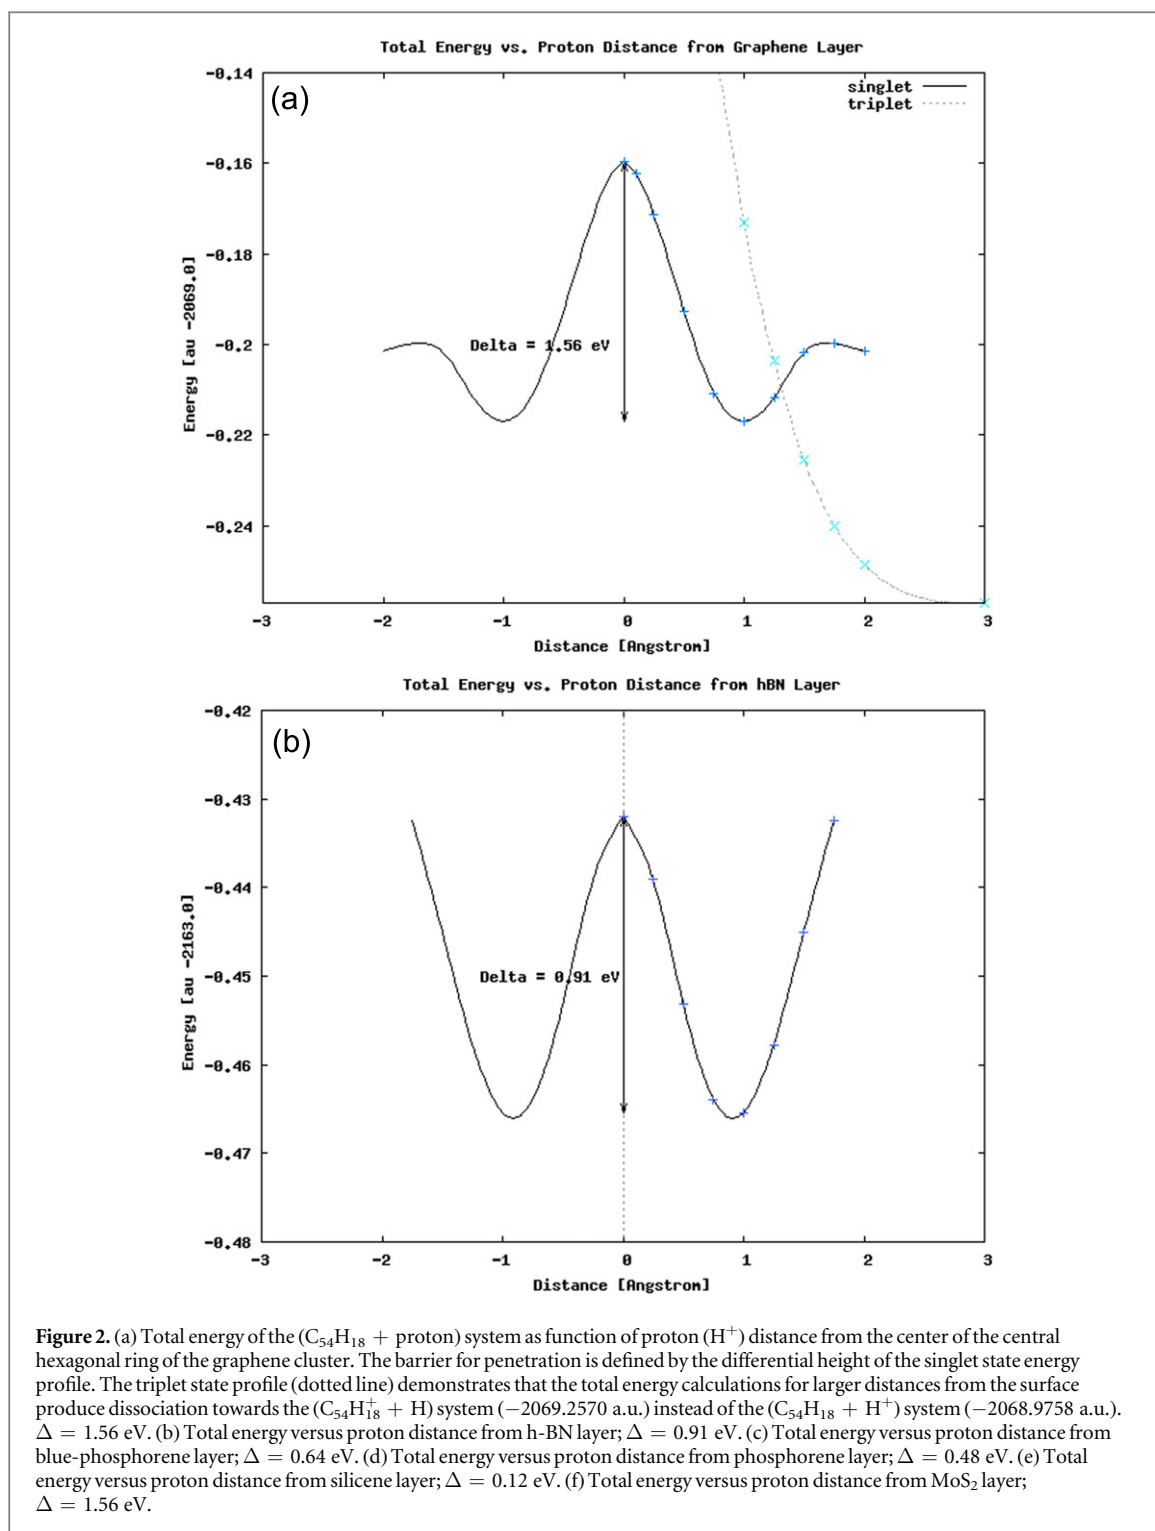 Total Energy vs. Proton Distance from Graphene Layer
-0.14
(a)
singlet
triplet
-0.16
-0.18
-0.2
Delta = 1.56 eV
-0.22
-0.24
Energy [au -2069.0]
-3 -2 -1 0 1 2 3
Distance [Angstrom]
Total Energy vs. Proton Distance from hBN Layer
-0.42
(b)
-0.43
-0.44
-0.45
Delta = 0.91 eV
-0.46
-0.47
-0.48
Energy [au -2163.0]
-3 -2 -1 0 1 2 3
Distance [Angstrom]
Figure 2. (a) Total energy of the (C₅₄H₁₈ + proton) system as function of proton (H⁺) distance from the center of the central
hexagonal ring of the graphene cluster. The barrier for penetration is defined by the differential height of the singlet state energy
profile. The triplet state profile (dotted line) demonstrates that the total energy calculations for larger distances from the surface
produce dissociation towards the (C₅₄H₁₈⁺ + H) system (−2069.2570 a.u.) instead of the (C₅₄H₁₈ + H⁺) system (−2068.9758 a.u.).
Δ = 1.56 eV. (b) Total energy versus proton distance from h-BN layer; Δ = 0.91 eV. (c) Total energy versus proton distance from
blue-phosphorene layer; Δ = 0.64 eV. (d) Total energy versus proton distance from phosphorene layer; Δ = 0.48 eV. (e) Total
energy versus proton distance from silicene layer; Δ = 0.12 eV. (f) Total energy versus proton distance from MoS₂ layer;
Δ = 1.56 eV.